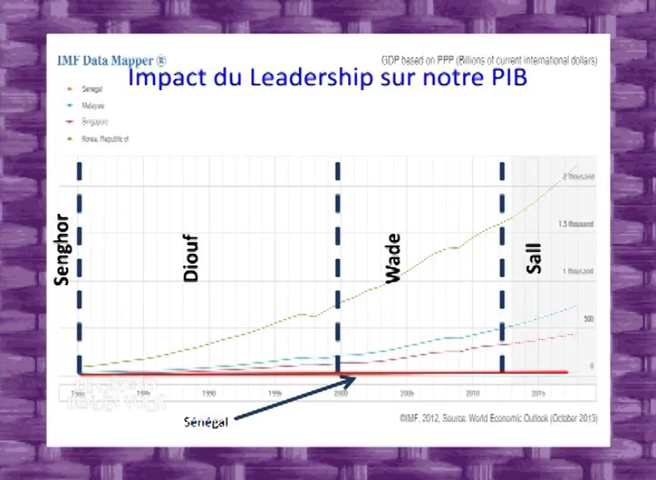 IMF Data Mapper ®
GDP based on PPP (Billions of current international dollars)
Impact du Leadership sur notre PIB
Senegal
Malaysia
Singapore
Korea, Republic of
Senghor
Diouf
Wade
Sall
2 thousand
1.5 thousand
1 thousand
500
0
1985
1990
1995
2000
2005
2010
2015
Sénégal
©IMF, 2012, Source: World Economic Outlook (October 2013)